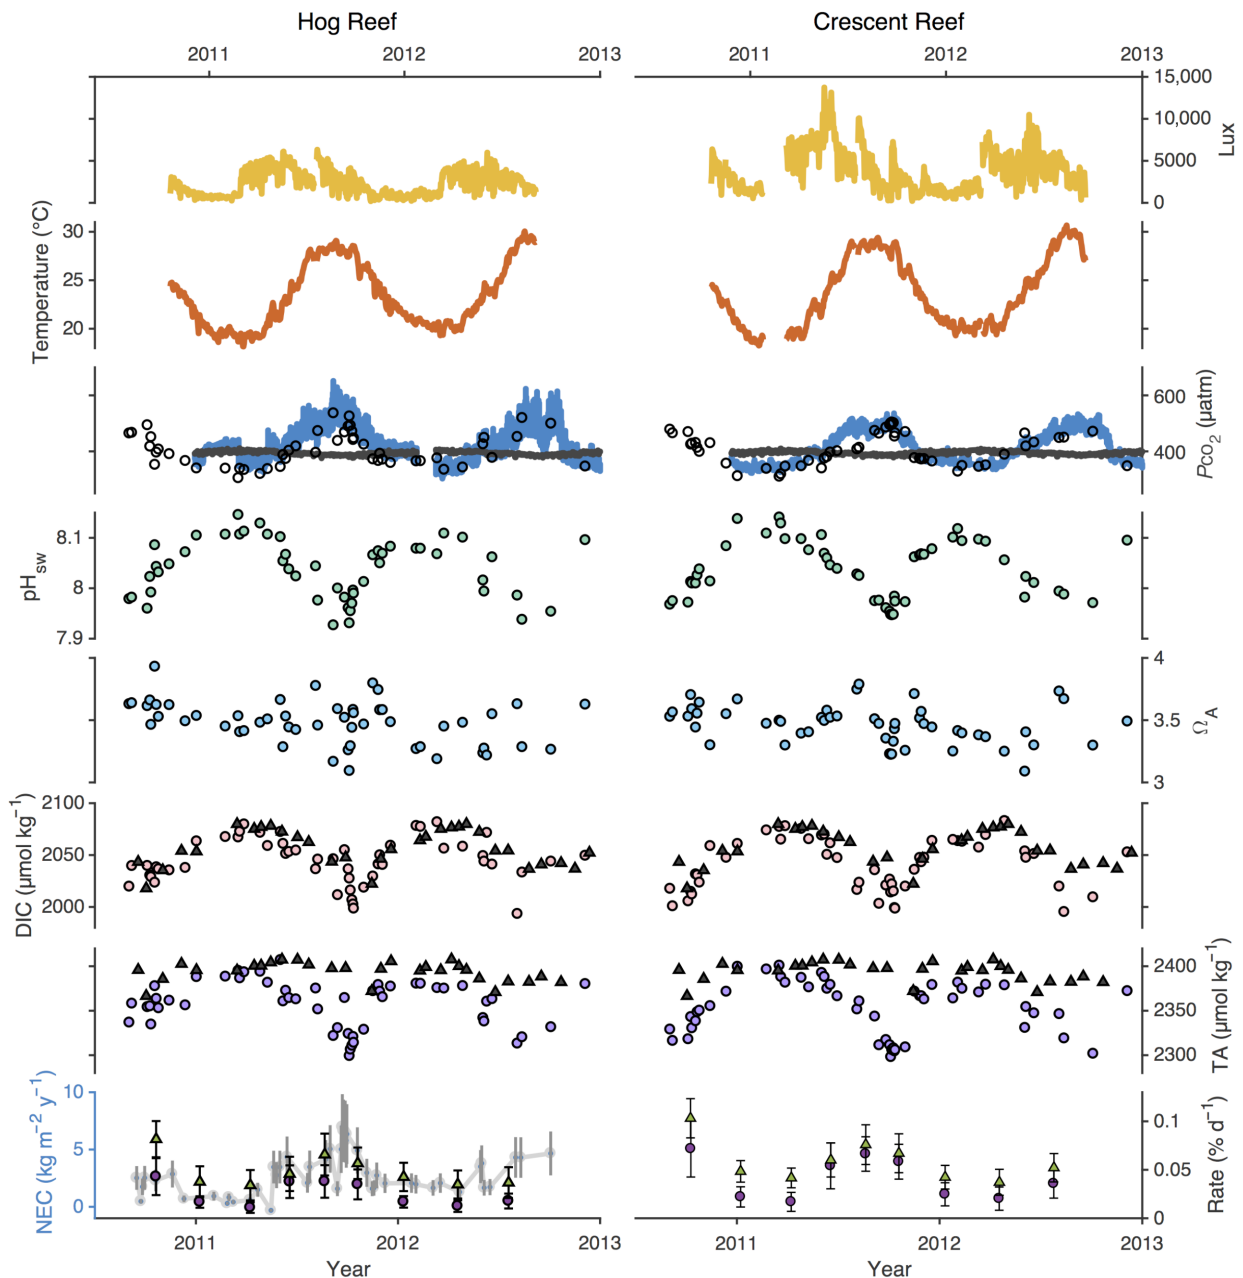 Hog Reef
Crescent Reef
2011 2012 2013
2011 2012 2013
15,000
10,000
5000
0
Lux
30
25
20
Temperature (°C)
600
400
Pco2 (µatm)
8.1
8
7.9
pHsw
4
3.5
3
ΩA
2100
2050
2000
DIC (µmol kg−1)
2400
2350
2300
TA (µmol kg−1)
10
5
0
NEC (kg m−2 y−1)
0.1
0.05
0
Rate (% d−1)
2011 2012 2013
2011 2012 2013
Year
Year